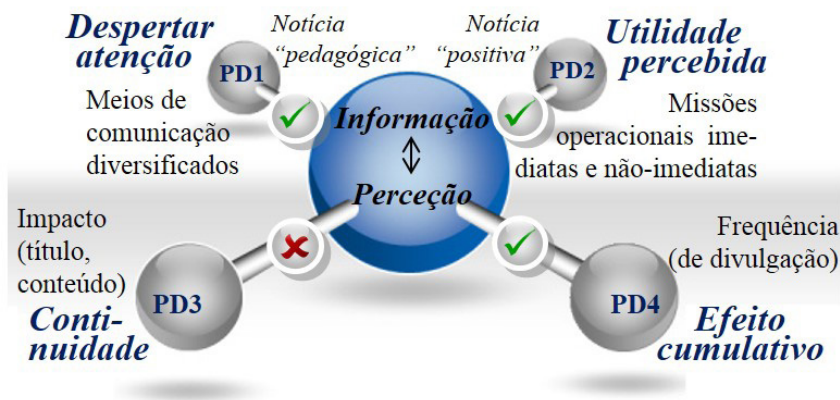 Despertar
atenção
PD1
Meios de
comunicação
diversificados
Notícia
“pedagógica”
Notícia
“positiva”
PD2
Utilidade
percebida
Missões
operacionais ime-
diatas e não-imediatas
Informação
Perceção
Impacto
(título,
conteúdo)
PD3
Conti-
nuidade
Frequência
(de divulgação)
PD4
Efeito
cumulativo